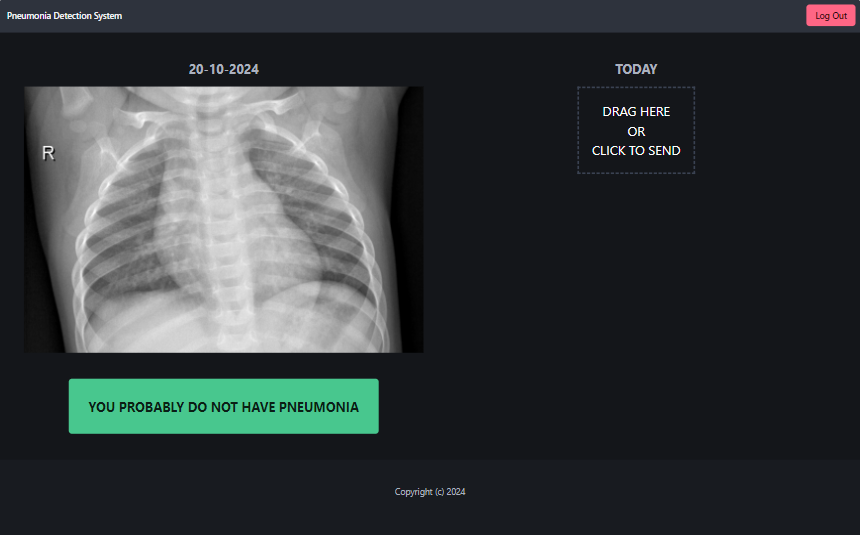 Pneumonia Detection System
Log Out
20-10-2024
R
YOU PROBABLY DO NOT HAVE PNEUMONIA
TODAY
DRAG HERE
OR
CLICK TO SEND
Copyright (c) 2024